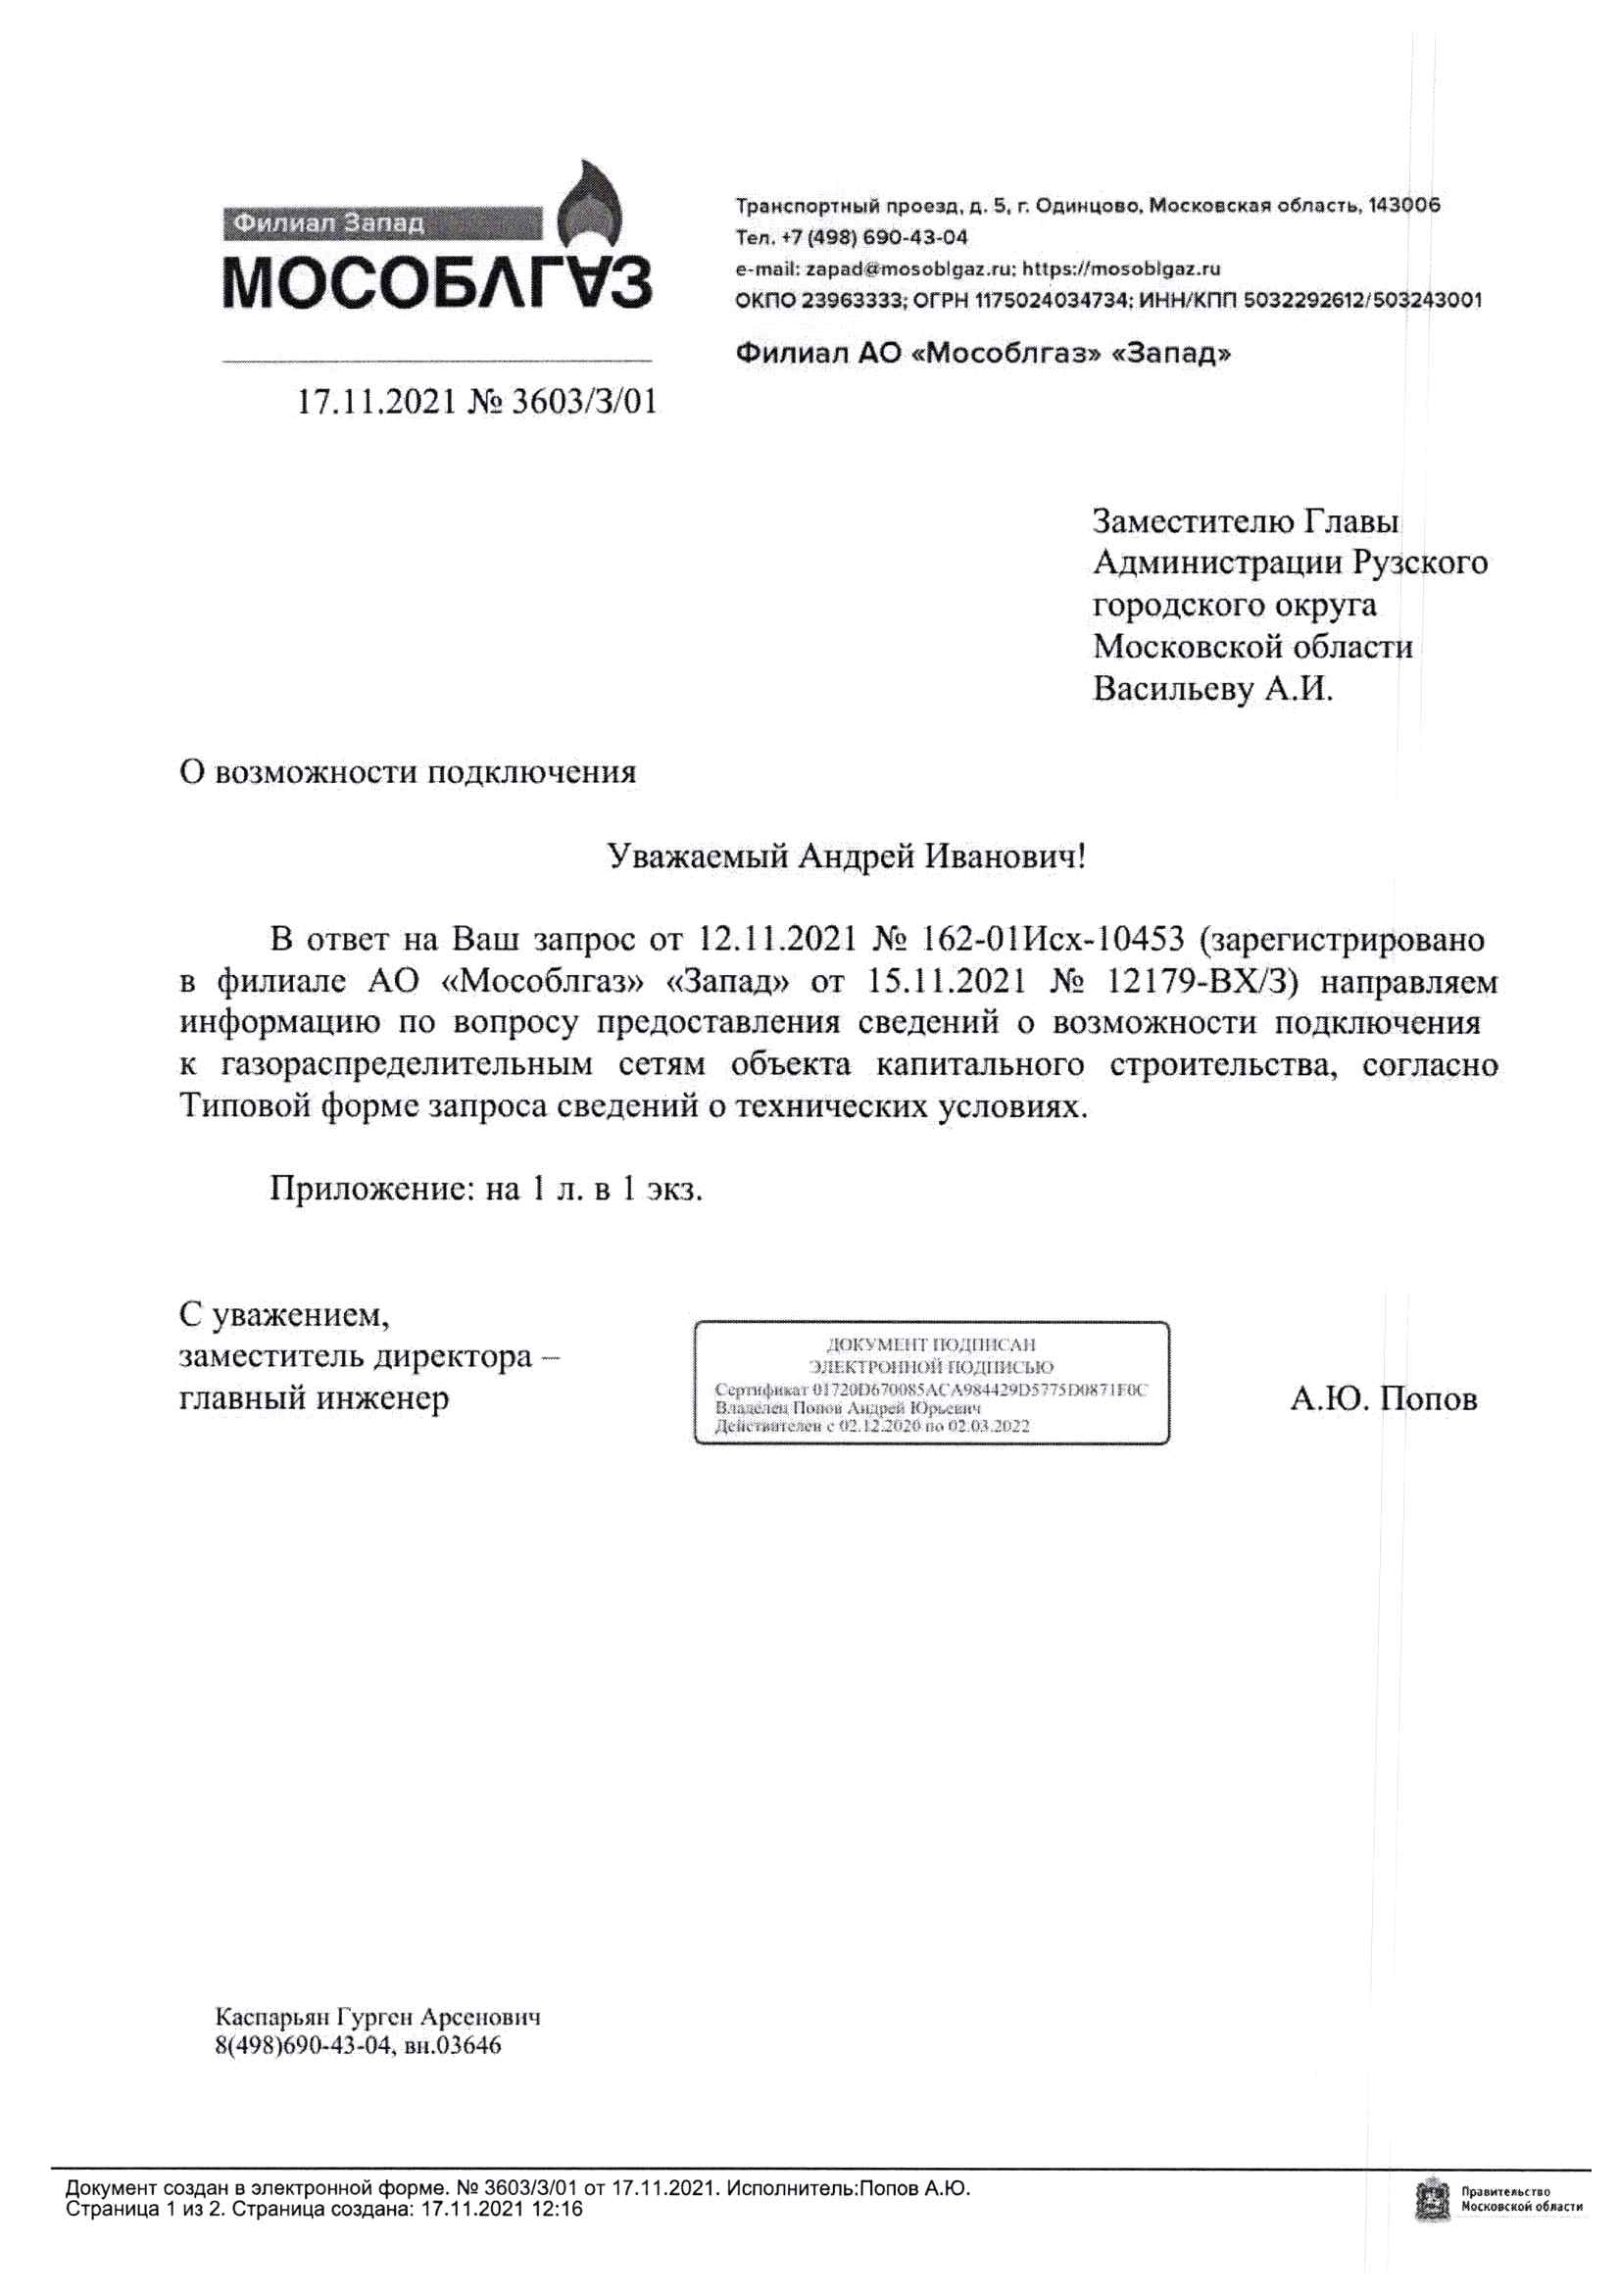 Филиал Запад
МОСОБЛГАЗ
Транспортный проезд, д. 5, г. Одинцово, Московская область, 143006
Тел. +7 (498) 690-43-04
e-mail: zapad@mosoblgaz.ru; https://mosoblgaz.ru
ОКПО 23963333; ОГРН 1175024034734; ИНН/КПП 5032292612/503243001
Филиал АО «Мособлгаз» «Запад»
17.11.2021 № 3603/З/01
Заместителю Главы
Администрации Рузского
городского округа
Московской области
Васильеву А.И.
О возможности подключения
Уважаемый Андрей Иванович!
В ответ на Ваш запрос от 12.11.2021 № 162-01Исх-10453 (зарегистрировано
в филиале АО «Мособлгаз» «Запад» от 15.11.2021 № 12179-ВХ/З) направляем
информацию по вопросу предоставления сведений о возможности подключения
к газораспределительным сетям объекта капитального строительства, согласно
Типовой форме запроса сведений о технических условиях.
Приложение: на 1 л. в 1 экз.
С уважением,
заместитель директора –
главный инженер
ДОКУМЕНТ ПОДПИСАН
ЭЛЕКТРОННОЙ ПОДПИСЬЮ
Сертификат 01720D670085ACA984429D5775D0871F0C
Владелец Попов Андрей Юрьевич
Действителен с 02.12.2020 по 02.03.2022
А.Ю. Попов
Каспарьян Гурген Арсенович
8(498)690-43-04, вн.03646
Документ создан в электронной форме. № 3603/З/01 от 17.11.2021. Исполнитель:Попов А.Ю.
Страница 1 из 2. Страница создана: 17.11.2021 12:16
Правительство
Московской области